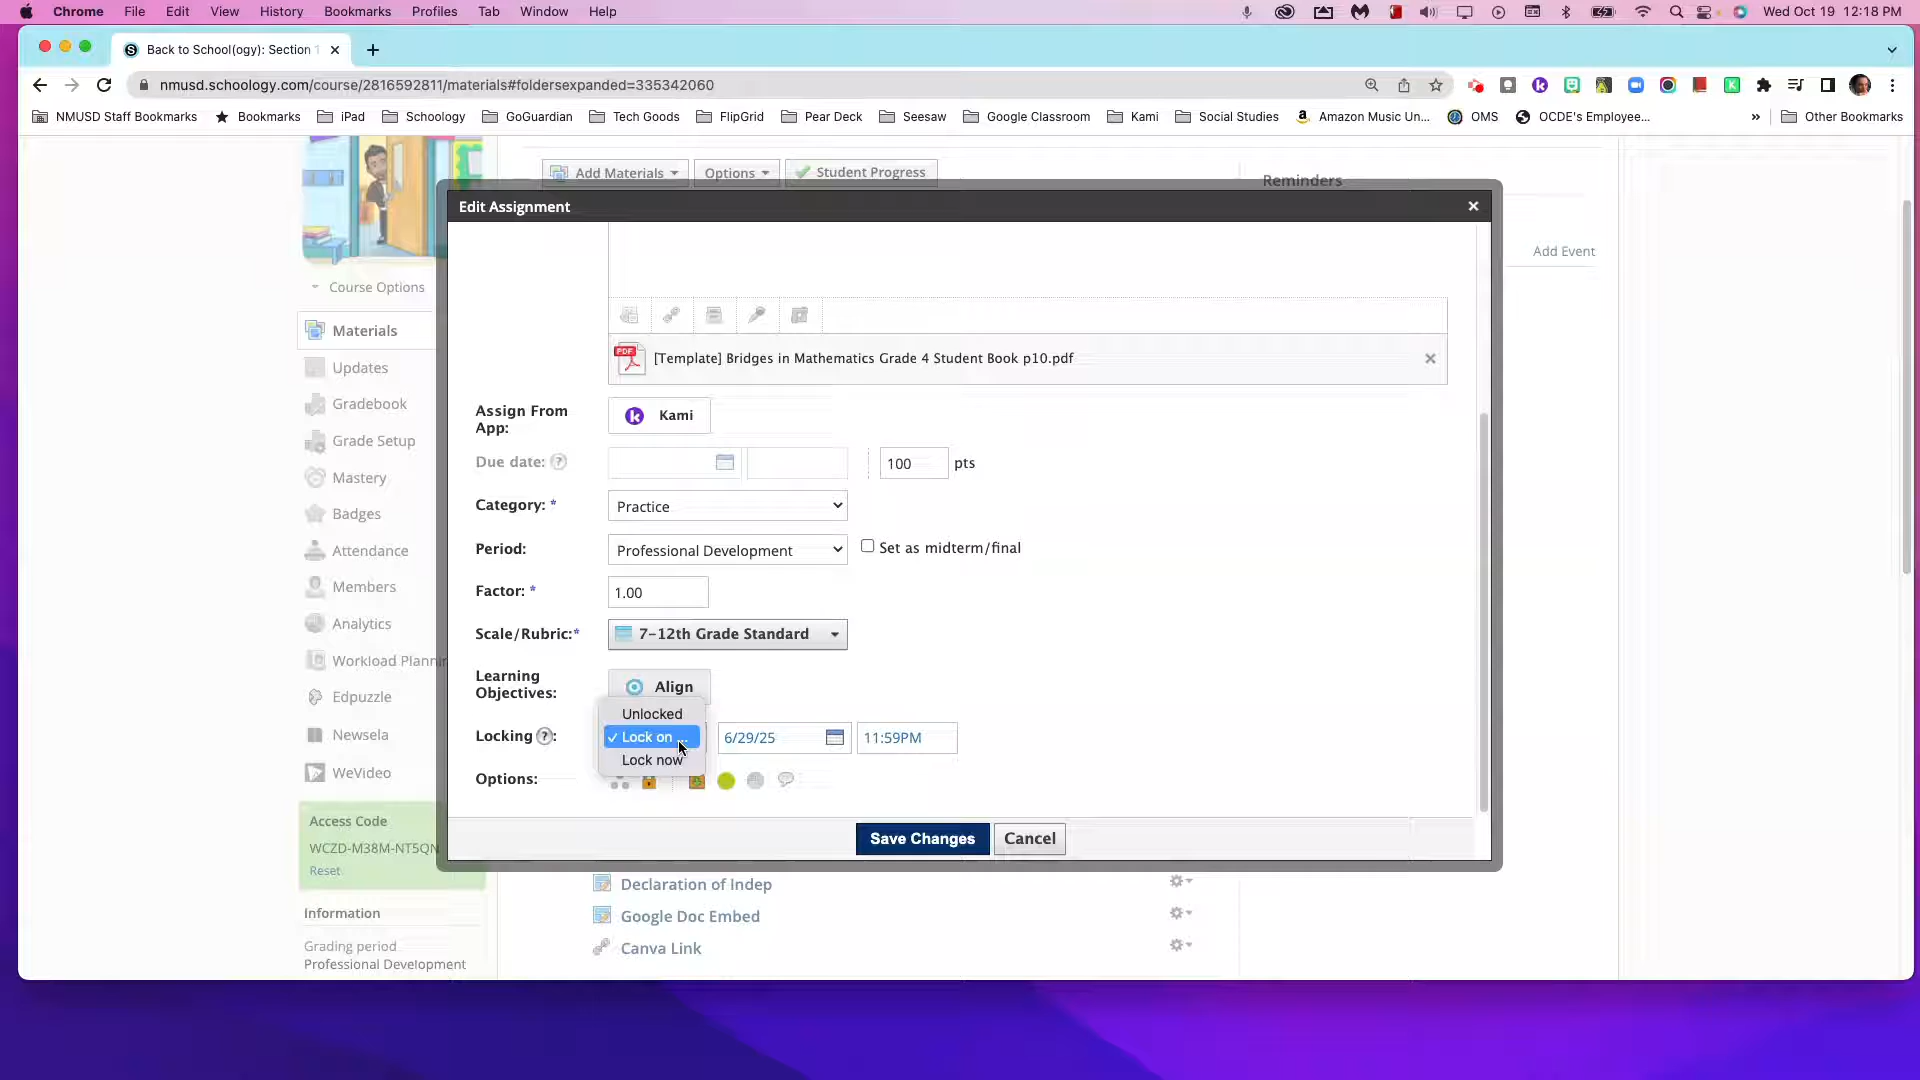 Chrome File Edit View History Bookmarks Profiles Tab Window Help Wed Oct 19 12:18 PM
Back to School(ogy): Section
nmusd.schoology.com/course/2816592811/materials#foldersexpanded=335342060
NMUSD Staff Bookmarks Bookmarks iPad Schoology GoGuardian Tech Goods FlipGrid Pear Deck Seesaw Google Classroom Kami Social Studies Amazon Music Un... OMS OCDE's Employee... » Other Bookmarks
Add Materials Options Student Progress
Reminders
Edit Assignment
Add Event
Course Options
Materials
Updates
Gradebook
Grade Setup
Mastery
Badges
Attendance
Members
Analytics
Workload Planni
Edpuzzle
Newsela
WeVideo
Access Code
WCZD-M38M-NT5QN
Reset
Information
Grading period
Professional Development
PDF
[Template] Bridges in Mathematics Grade 4 Student Book p10.pdf
Assign From
App:
Kami
Due date: ? 100 pts
Category: * Practice
Period: Professional Development Set as midterm/final
Factor: * 1.00
Scale/Rubric:* 7-12th Grade Standard
Learning
Objectives:
Align
Unlocked
Locking ?: ✓ Lock on ... 6/29/25 11:59PM
Lock now
Options:
Save Changes Cancel
Declaration of Indep
Google Doc Embed
Canva Link